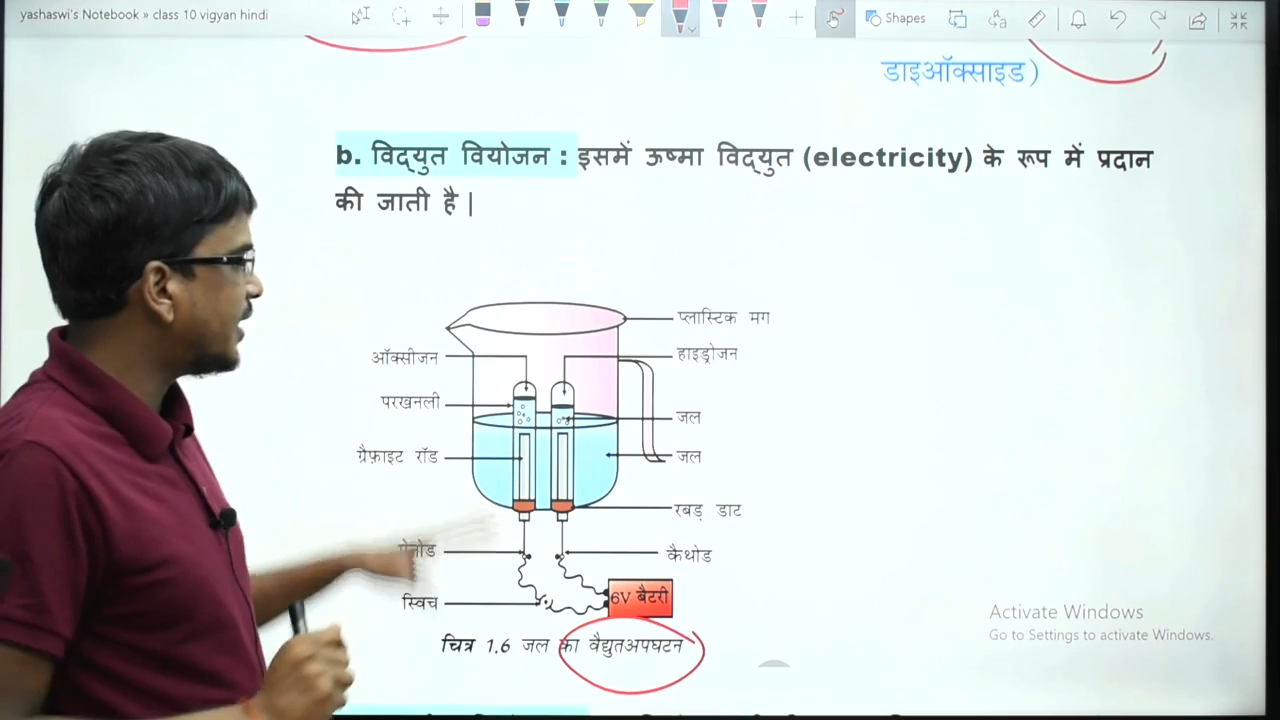 yashaswi's Notebook » class 10 vigyan hindi
Shapes
डाइऑक्साइड)
b. विद्युत वियोजन : इसमें ऊष्मा विद्युत (electricity) के रूप में प्रदान
की जाती है |
प्लास्टिक मग
ऑक्सीजन
हाइड्रोजन
परखनली
जल
ग्रैफ़ाइट रॉड
जल
रबड़ डाट
ऐनोड
कैथोड
स्विच
6V बैटरी
चित्र 1.6 जल का वैद्युतअपघटन
Activate Windows
Go to Settings to activate Windows.